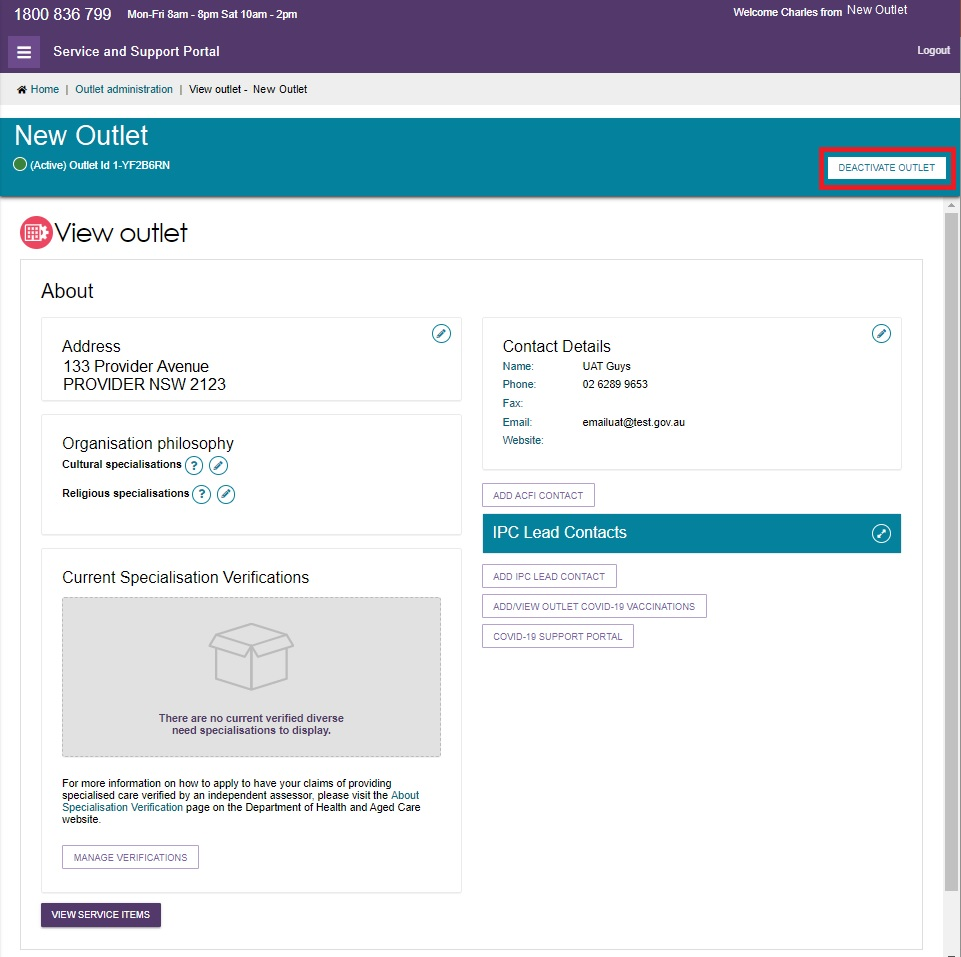 1800 836 799 Mon-Fri 8am - 8pm Sat 10am - 2pm
Welcome Charles from New Outlet
Service and Support Portal
Logout
Home | Outlet administration | View outlet - New Outlet
New Outlet
(Active) Outlet Id 1-YF2B6RN
DEACTIVATE OUTLET
View outlet
About
Address
133 Provider Avenue
PROVIDER NSW 2123
Organisation philosophy
Cultural specialisations ?
Religious specialisations ?
Current Specialisation Verifications
There are no current verified diverse
need specialisations to display.
For more information on how to apply to have your claims of providing
specialised care verified by an independent assessor, please visit the About
Specialisation Verification page on the Department of Health and Aged Care
website.
MANAGE VERIFICATIONS
VIEW SERVICE ITEMS
Contact Details
Name: UAT Guys
Phone: 02 6289 9653
Fax:
Email: emailuat@test.gov.au
Website:
ADD ACFI CONTACT
IPC Lead Contacts
ADD IPC LEAD CONTACT
ADD/VIEW OUTLET COVID-19 VACCINATIONS
COVID-19 SUPPORT PORTAL